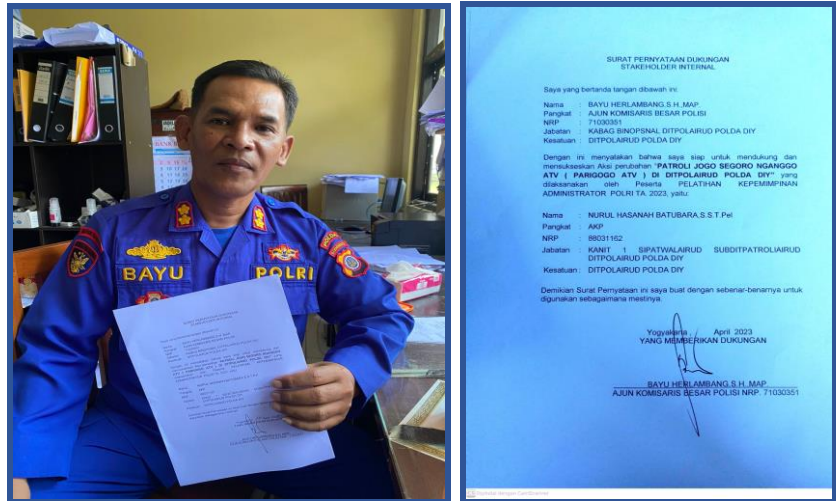 BAYU
POLRI
SURAT PERNYATAAN DUKUNGAN
STAKEHOLDER INTERNAL
Saya yang bertanda tangan dibawah ini:
Nama : BAYU HERLAMBANG.S.H.,MAP.
Pangkat : AJUN KOMISARIS BESAR POLISI
NRP : 71030351
Jabatan : KABAG BINOPSNAL DITPOLAIRUD POLDA DIY
Kesatuan : DITPOLAIRUD POLDA DIY
Dengan ini menyatakan bahwa saya siap untuk mendukung dan
mensukseskan Aksi perubahan "PATROLI JOGO SEGORO NGANGGO
ATV ( PARIGOGO ATV ) DI DITPOLAIRUD POLDA DIY" yang
dilaksanakan oleh Peserta PELATIHAN KEPEMIMPINAN
ADMINISTRATOR POLRI TA. 2023, yaitu:
Nama : NURUL HASANAH BATUBARA,S.S.T.Pel
Pangkat : AKP
NRP : 88031162
Jabatan : KANIT 1 SIPATWALAIRUD SUBDITPATROLIAIRUD
DITPOLAIRUD POLDA DIY
Kesatuan : DITPOLAIRUD POLDA DIY
Demikian Surat Pernyataan ini saya buat dengan sebenar-benarnya untuk
digunakan sebagaimana mestinya.
Yogyakarta , April 2023
YANG MEMBERIKAN DUKUNGAN
BAYU HERLAMBANG.S.H.,MAP
AJUN KOMISARIS BESAR POLISI NRP. 71030351
Dipindai dengan CamScanner